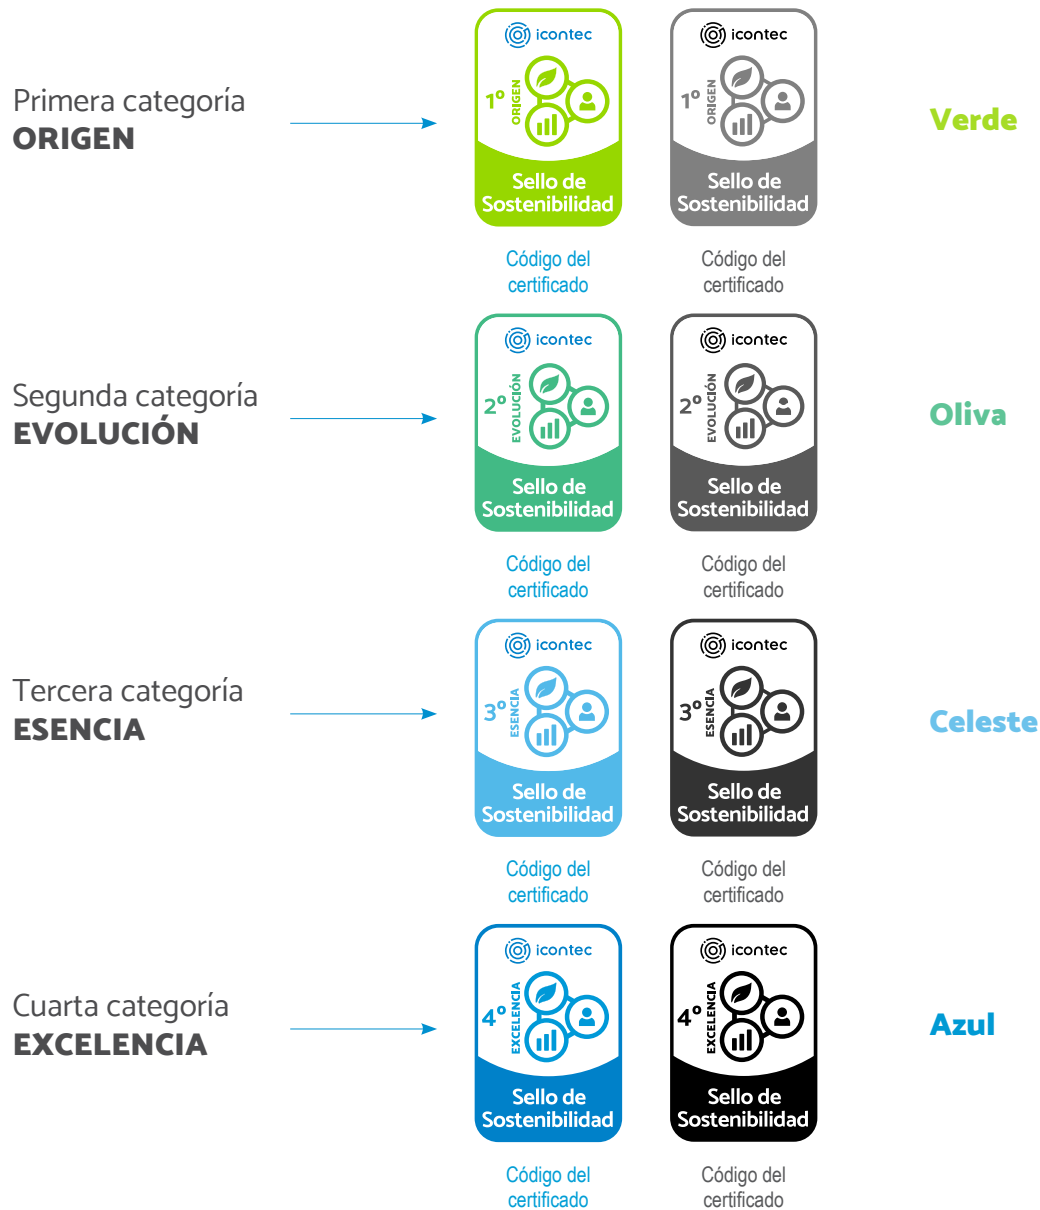 Primera categoría
ORIGEN
icontec
1º
ORIGEN
Sello de
Sostenibilidad
Código del
certificado
icontec
1º
ORIGEN
Sello de
Sostenibilidad
Código del
certificado
Verde
Segunda categoría
EVOLUCIÓN
icontec
2º
EVOLUCIÓN
Sello de
Sostenibilidad
Código del
certificado
icontec
2º
EVOLUCIÓN
Sello de
Sostenibilidad
Código del
certificado
Oliva
Tercera categoría
ESENCIA
icontec
3º
ESENCIA
Sello de
Sostenibilidad
Código del
certificado
icontec
3º
ESENCIA
Sello de
Sostenibilidad
Código del
certificado
Celeste
Cuarta categoría
EXCELENCIA
icontec
4º
EXCELENCIA
Sello de
Sostenibilidad
Código del
certificado
icontec
4º
EXCELENCIA
Sello de
Sostenibilidad
Código del
certificado
Azul